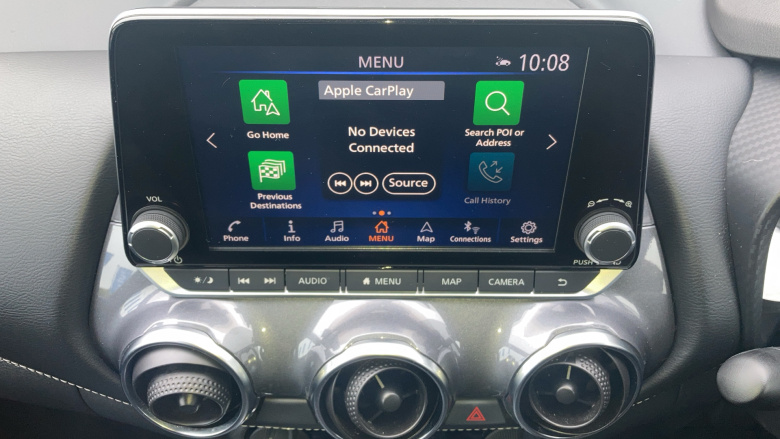 MENU
10:08
Apple CarPlay
Go Home
Search POI or
Address
No Devices
Connected
Previous
Destinations
Source
Call History
Phone
Info
Audio
MENU
Map
Connections
Settings
VOL
PUSH
AUDIO
MENU
MAP
CAMERA